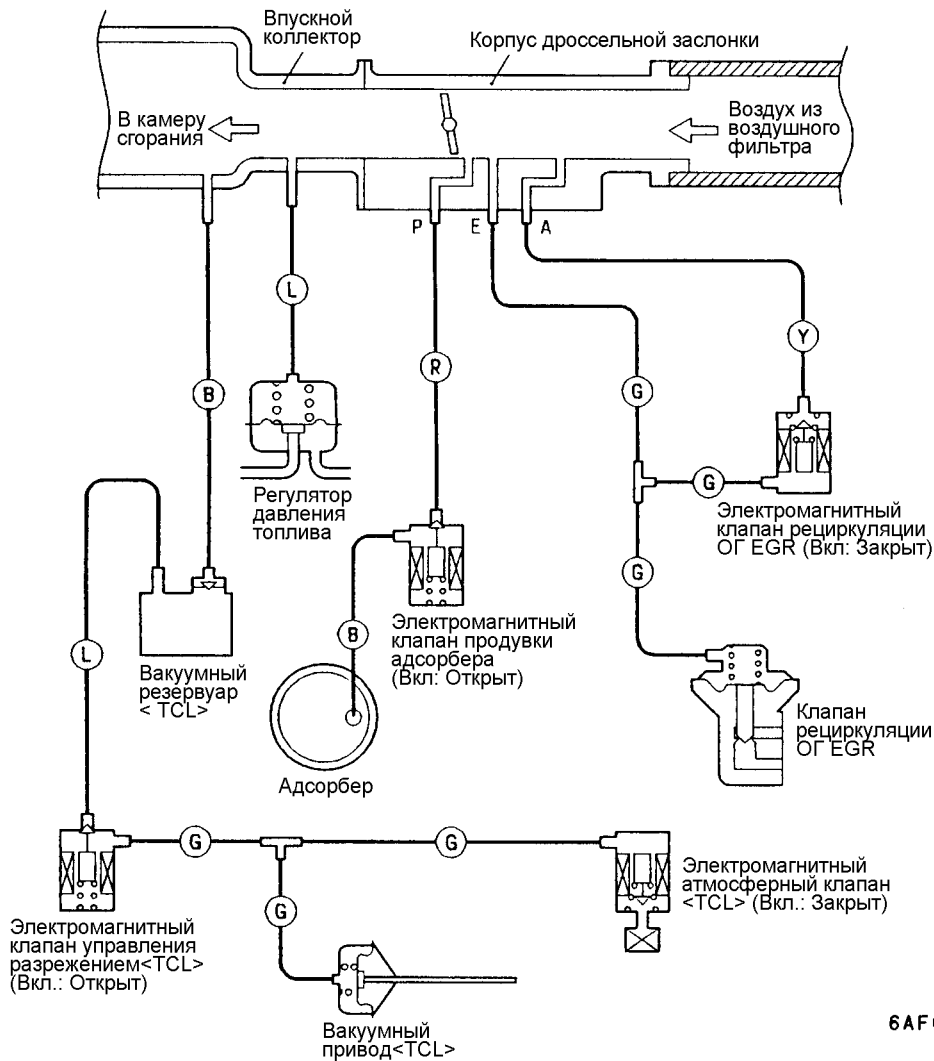 Впускной
коллектор
Корпус дроссельной заслонки
В камеру
сгорания
Воздух из
воздушного
фильтра
P
E
A
L
Y
R
B
G
G
Регулятор
давления
топлива
Электромагнитный
клапан рециркуляции
ОГ EGR (Вкл: Закрыт)
G
L
B
Электромагнитный
клапан продувки
адсорбера
(Вкл: Открыт)
Вакуумный
резервуар
< TCL>
Клапан
рециркуляции
ОГ EGR
Адсорбер
G
G
G
Электромагнитный
атмосферный клапан
<TCL> (Вкл.: Закрыт)
Электромагнитный
клапан управления
разрежением<TCL>
(Вкл.: Открыт)
Вакуумный
привод<TCL>
6AF